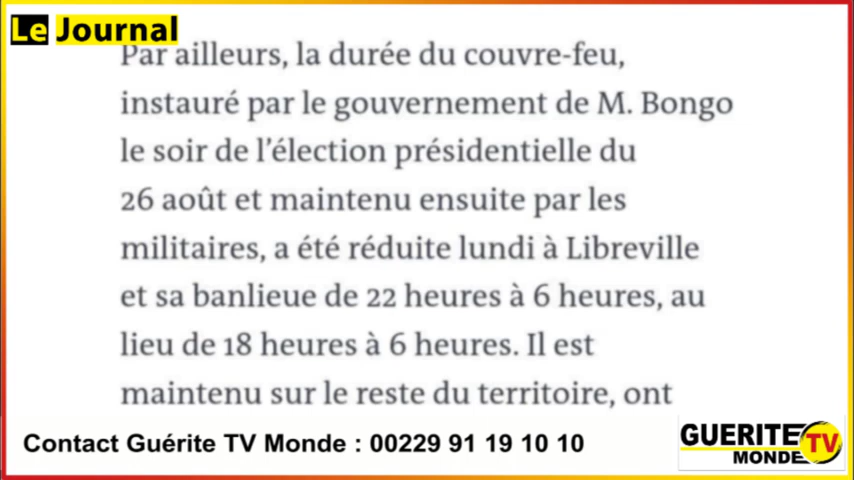 Le Journal
Par ailleurs, la durée du couvre-feu,
instauré par le gouvernement de M. Bongo
le soir de l'élection présidentielle du
26 août et maintenu ensuite par les
militaires, a été réduite lundi à Libreville
et sa banlieue de 22 heures à 6 heures, au
lieu de 18 heures à 6 heures. Il est
maintenu sur le reste du territoire, ont
Contact Guérite TV Monde : 00229 91 19 10 10
GUERITE TV
MONDE